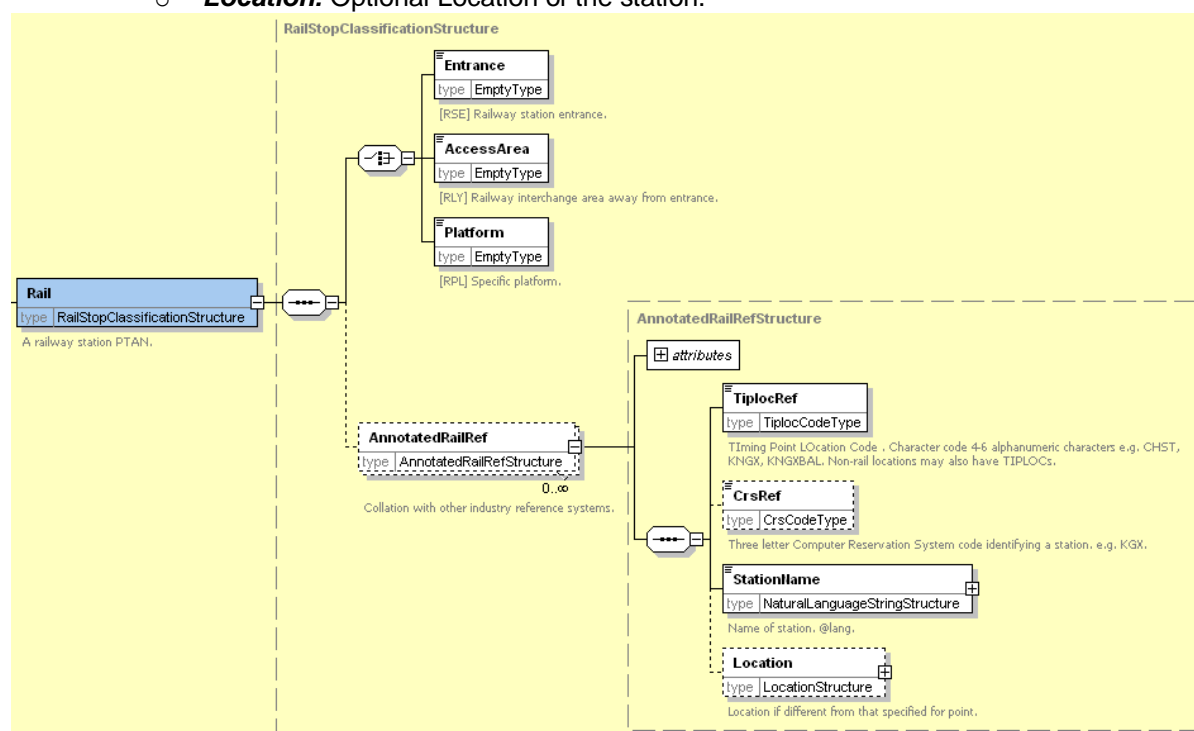 o Location: Optional Location of the station.
RailStopClassificationStructure
Entrance
type EmptyType
[RSE] Railway station entrance.
AccessArea
type EmptyType
[RLY] Railway interchange area away from entrance.
Platform
type EmptyType
[RPL] Specific platform.
Rail
type RailStopClassificationStructure
A railway station PTAN.
AnnotatedRailRefStructure
attributes
TiplocRef
type TiplocCodeType
TIming Point LOcation Code . Character code 4-6 alphanumeric characters e.g. CHST,
KNGX, KNGXBAL. Non-rail locations may also have TIPLOCs.
AnnotatedRailRef
type AnnotatedRailRefStructure
0..∞
Collation with other industry reference systems.
CrsRef
type CrsCodeType
Three letter Computer Reservation System code identifying a station. e.g. KGX.
StationName
type NaturalLanguageStringStructure
Name of station. @lang.
Location
type LocationStructure
Location if different from that specified for point.